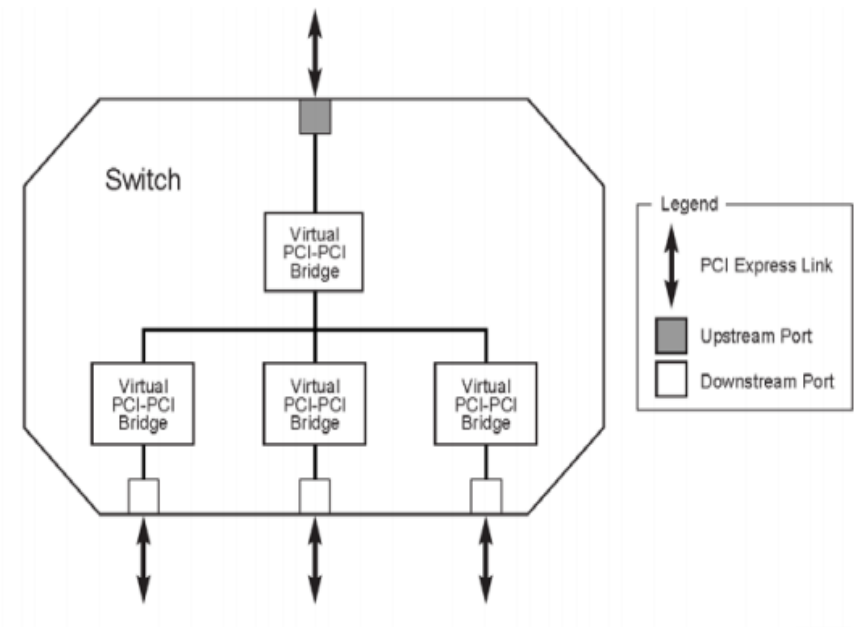 Switch
Virtual
PCI-PCI
Bridge
Virtual
PCI-PCI
Bridge
Virtual
PCI-PCI
Bridge
Virtual
PCI-PCI
Bridge
Legend
PCI Express Link
Upstream Port
Downstream Port